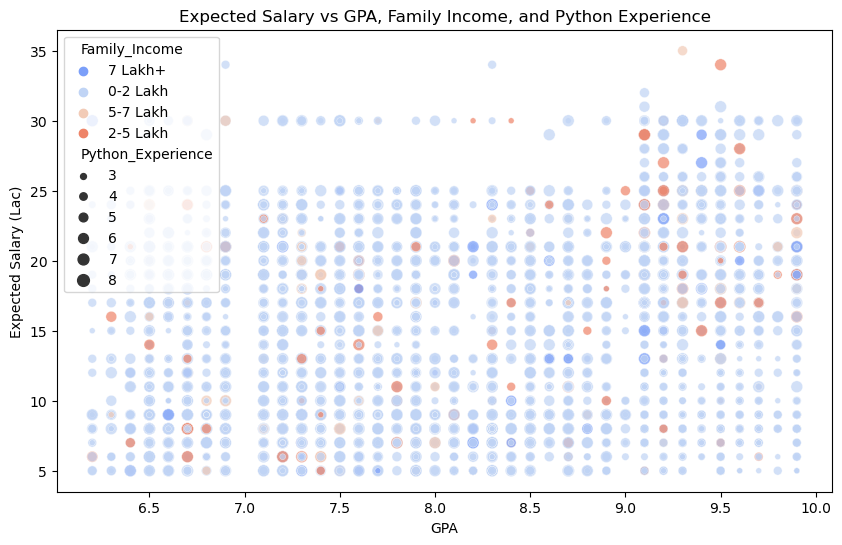 Expected Salary vs GPA, Family Income, and Python Experience
Family_Income
7 Lakh+
0-2 Lakh
5-7 Lakh
2-5 Lakh
Python_Experience
3
4
5
6
7
8
35
30
25
20
15
10
5
Expected Salary (Lac)
6.5
7.0
7.5
8.0
8.5
9.0
9.5
10.0
GPA